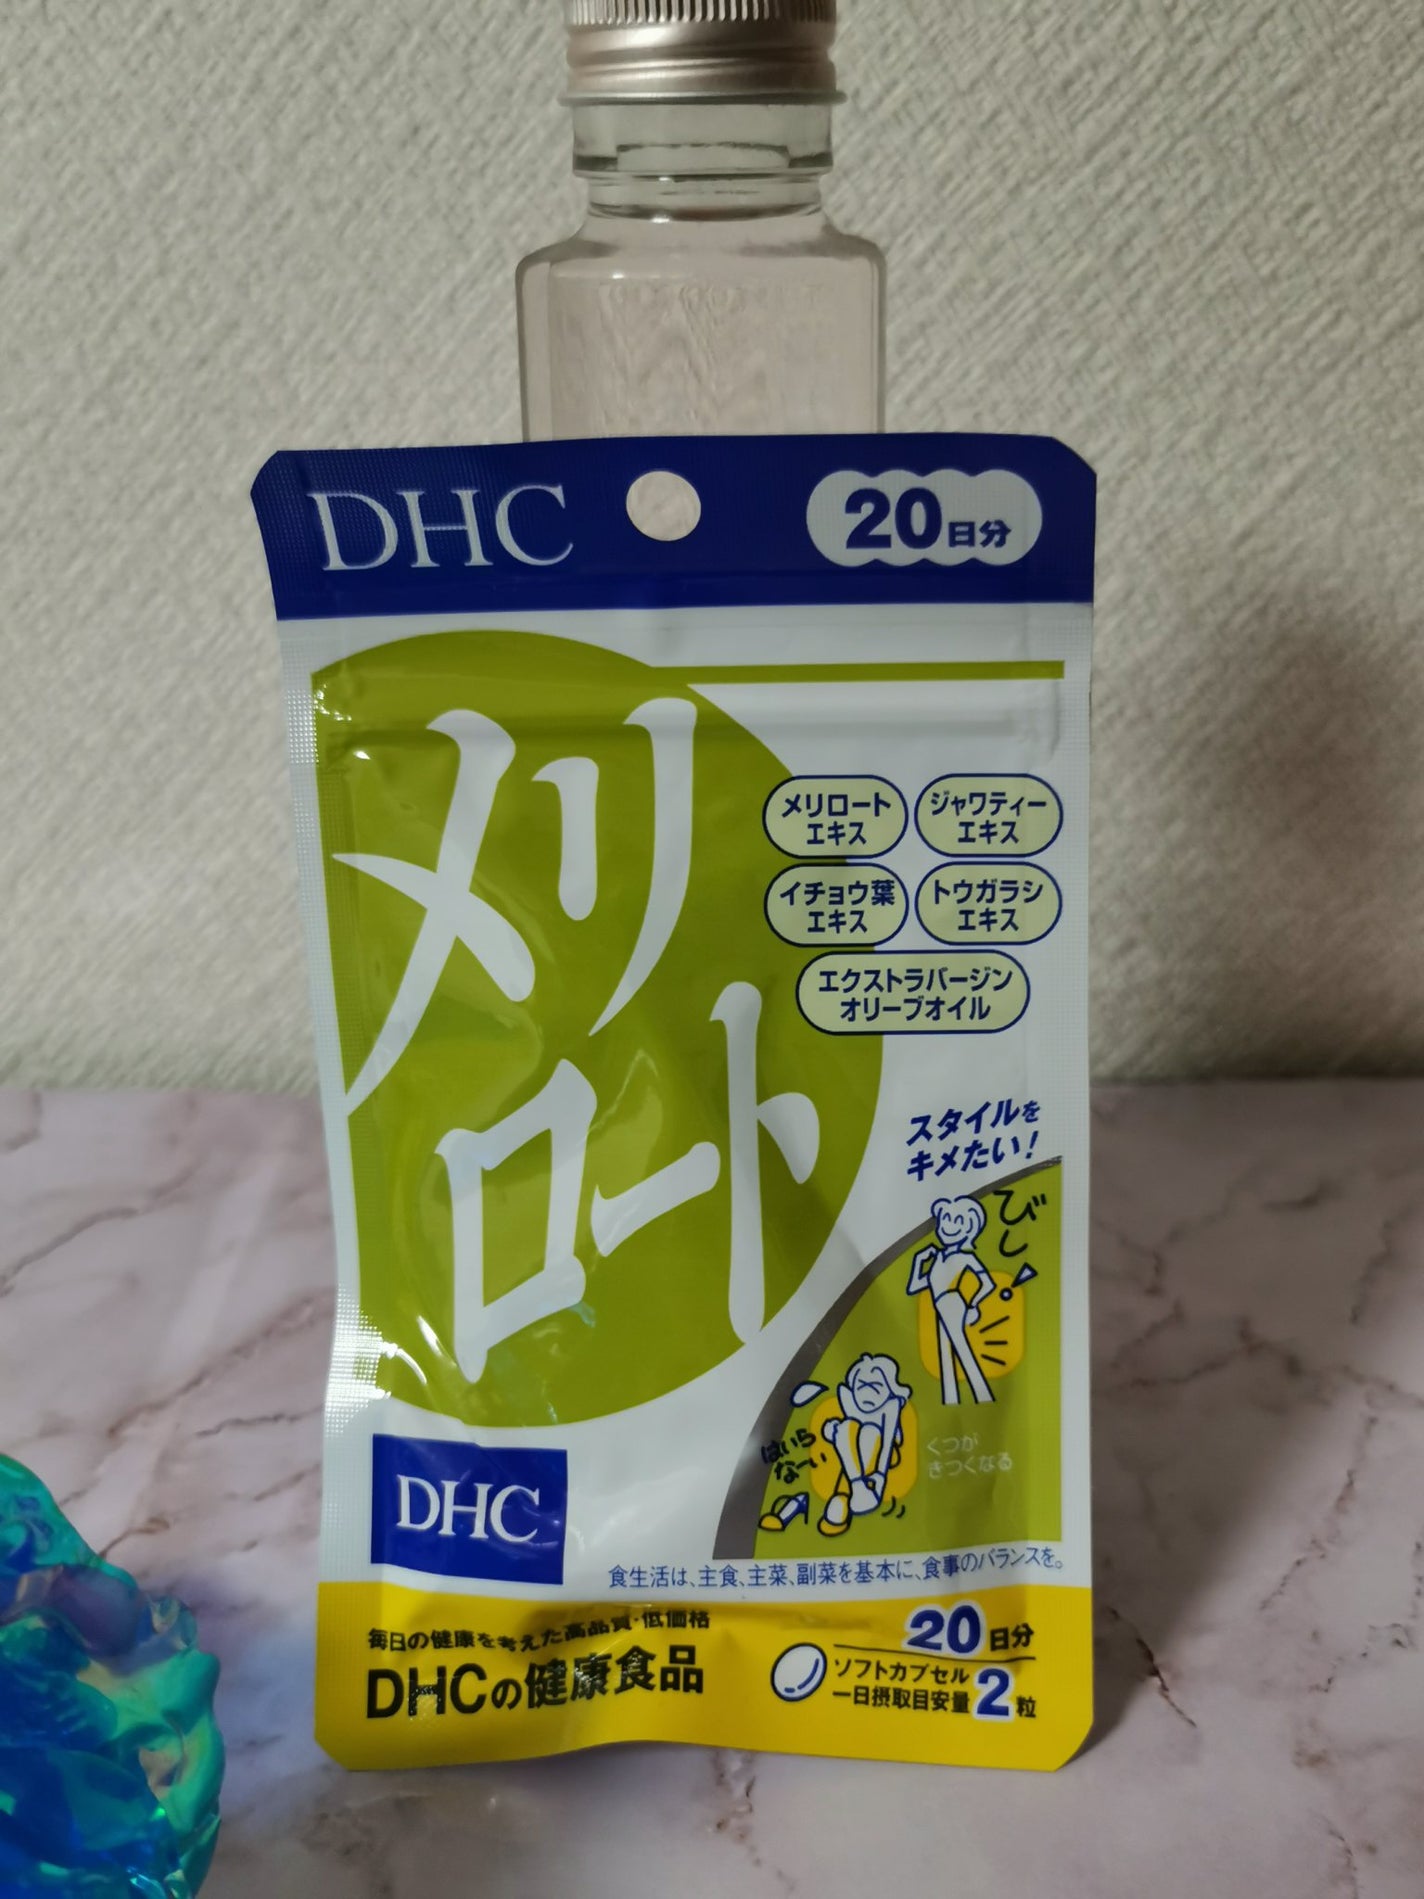 DHC
20日分
メリ
ロート
メリロート
エキス
ジャワティー
エキス
イチョウ葉
エキス
トウガラシ
エキス
エクストラバージン
オリーブオイル
スタイルを
キメたい!
びしっ!
はいら
なーい
くつが
きつくなる
DHC
食生活は、主食、主菜、副菜を基本に、食事のバランスを。
毎日の健康を考えた高品質・低価格
DHCの健康食品
20日分
ソフトカプセル
一日摂取目安量2粒